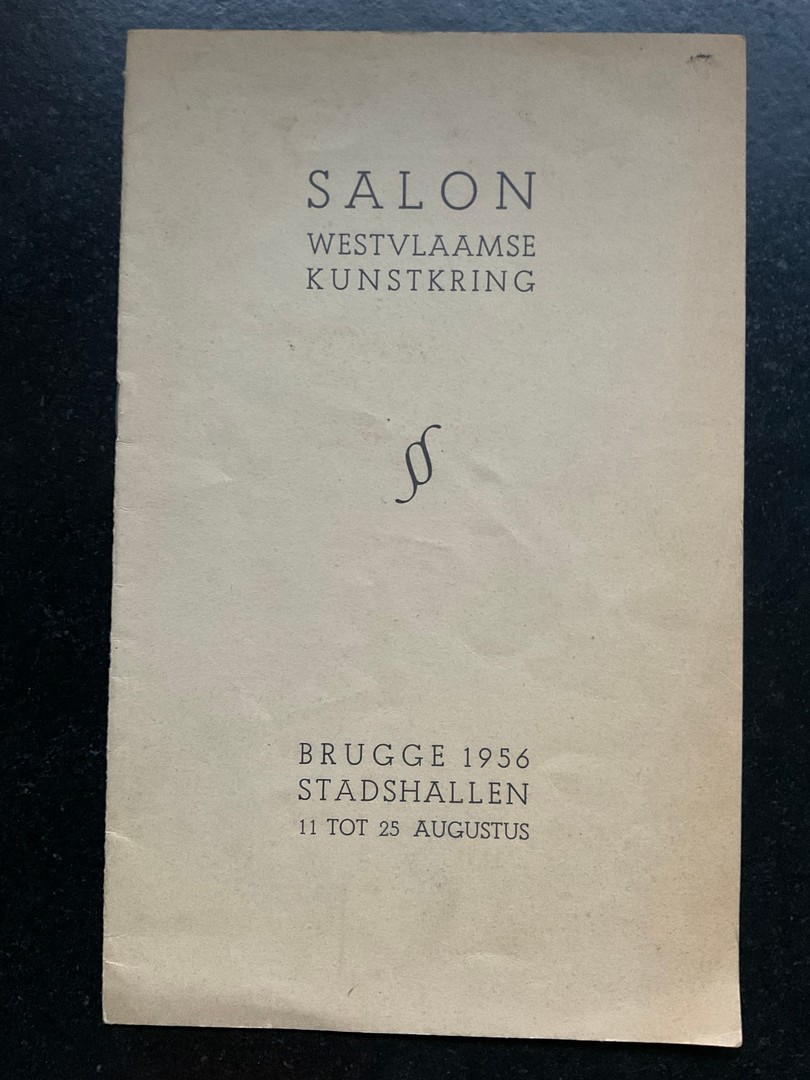 SALON
WESTVLAAMSE
KUNSTKRING
§
BRUGGE 1956
STADSHALLEN
11 TOT 25 AUGUSTUS